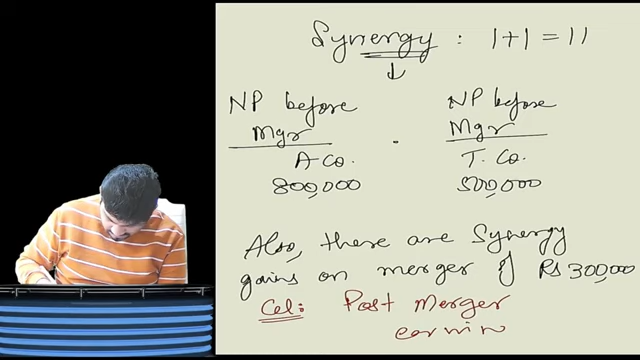 Synergy : 1+1 = 11
↓
NP before NP before
Mgr Mgr
A Co. T. Co.
800,000 500,000
Also, there are Synergy
gains on merger of Rs 300,000
Cal: Post Merger
earnin